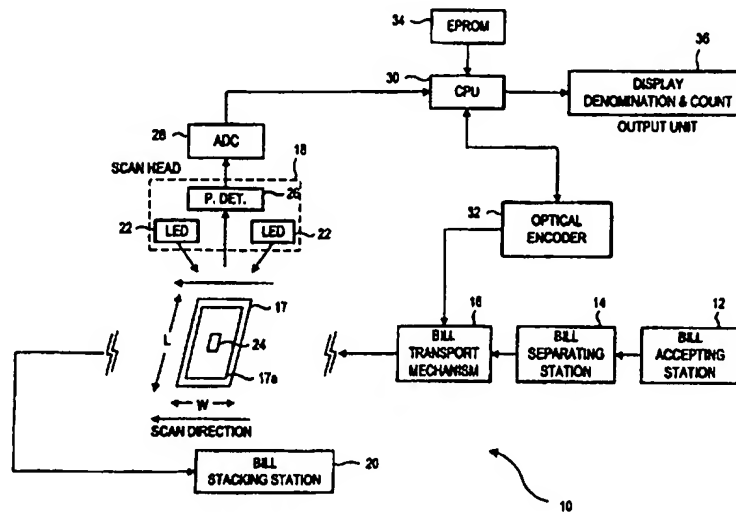 34
EPROM
36
30
CPU
DISPLAY
DENOMINATION & COUNT
OUTPUT UNIT
28
ADC
18
SCAN HEAD
P. DET.
26
22
LED
LED
22
32
OPTICAL
ENCODER
17
L
24
17a
W
SCAN DIRECTION
16
BILL
TRANSPORT
MECHANISM
14
BILL
SEPARATING
STATION
12
BILL
ACCEPTING
STATION
BILL
STACKING STATION
20
10